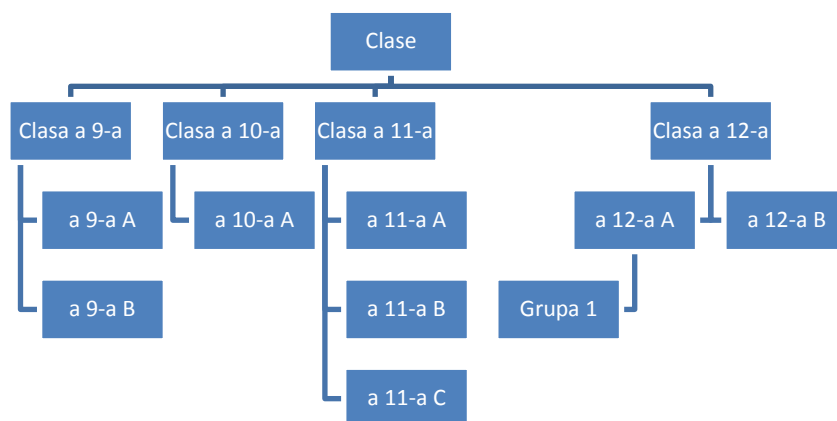 Clase
Clasa a 9-a
Clasa a 10-a
Clasa a 11-a
Clasa a 12-a
a 9-a A
a 10-a A
a 11-a A
a 12-a A
a 12-a B
a 9-a B
a 11-a B
Grupa 1
a 11-a C